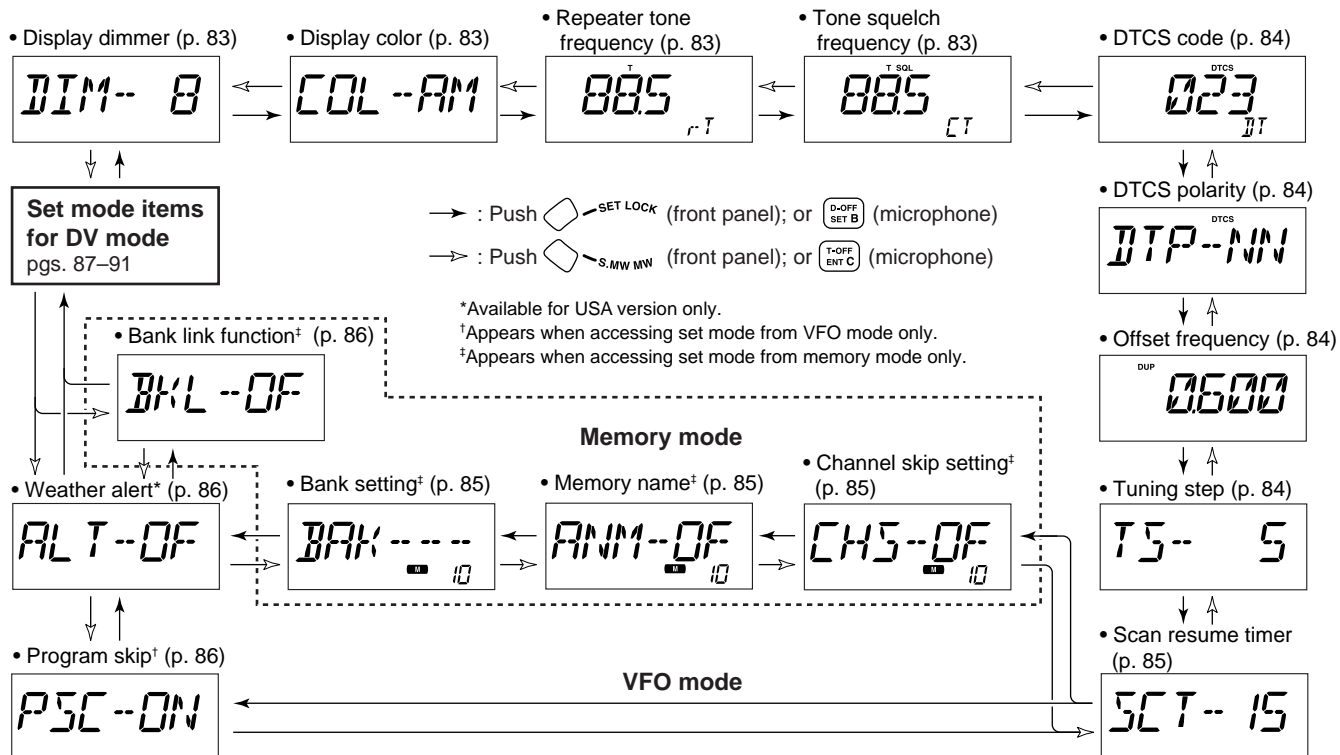 • Display dimmer (p. 83)
DIM-- 8
• Display color (p. 83)
COL--AM
• Repeater tone
frequency (p. 83)
T
88.5
rT
• Tone squelch
frequency (p. 83)
T SQL
88.5
CT
• DTCS code (p. 84)
DTCS
023
DT
Set mode items
for DV mode
pgs. 87–91
: Push SET LOCK (front panel); or D-OFF SET B (microphone)
: Push S.MW MW (front panel); or T-OFF ENT C (microphone)
*Available for USA version only.
†Appears when accessing set mode from VFO mode only.
‡Appears when accessing set mode from memory mode only.
• DTCS polarity (p. 84)
DTCS
DTP--NN
• Offset frequency (p. 84)
DUP
0.600
• Bank link function‡ (p. 86)
BKL--OF
Memory mode
• Weather alert* (p. 86)
ALT--OF
• Bank setting‡ (p. 85)
BAK----
M 10
• Memory name‡ (p. 85)
ANM--OF
M 10
• Channel skip setting‡
(p. 85)
CHS--OF
M 10
• Tuning step (p. 84)
TS-- 5
• Program skip† (p. 86)
PSC--ON
VFO mode
• Scan resume timer
(p. 85)
SCT-- 15